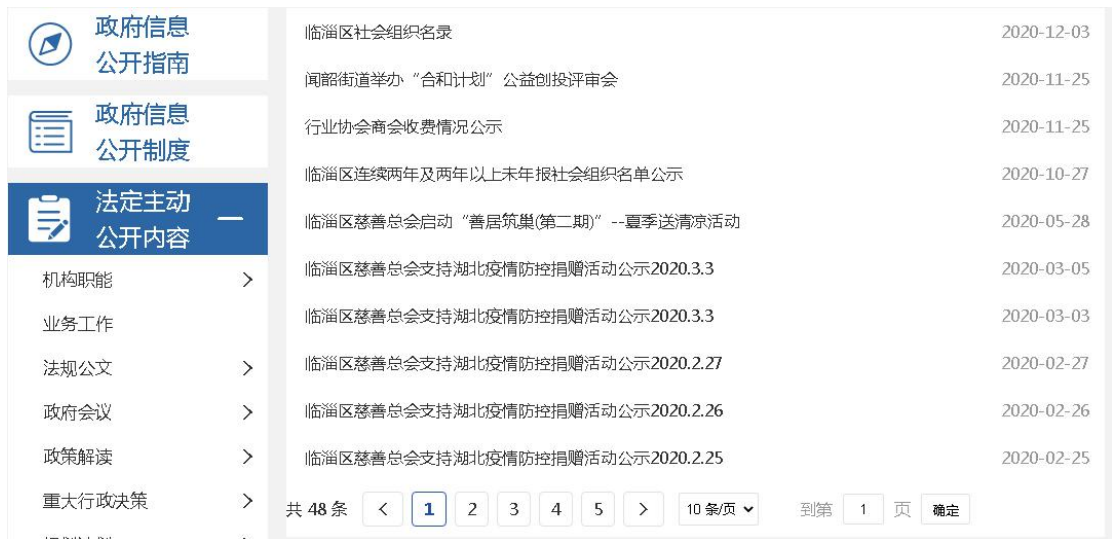 政府信息
公开指南
政府信息
公开制度
法定主动
公开内容
机构职能
业务工作
法规公文
政府会议
政策解读
重大行政决策
临淄区社会组织名录 2020-12-03
闻韶街道举办“合和计划”公益创投评审会 2020-11-25
行业协会商会收费情况公示 2020-11-25
临淄区连续两年及两年以上未年报社会组织名单公示 2020-10-27
临淄区慈善总会启动“善居筑巢(第二期)”--夏季送清凉活动 2020-05-28
临淄区慈善总会支持湖北疫情防控捐赠活动公示2020.3.3 2020-03-05
临淄区慈善总会支持湖北疫情防控捐赠活动公示2020.3.3 2020-03-03
临淄区慈善总会支持湖北疫情防控捐赠活动公示2020.2.27 2020-02-27
临淄区慈善总会支持湖北疫情防控捐赠活动公示2020.2.26 2020-02-26
临淄区慈善总会支持湖北疫情防控捐赠活动公示2020.2.25 2020-02-25
共 48 条 < 1 2 3 4 5 > 10 条/页 到第 1 页 确定